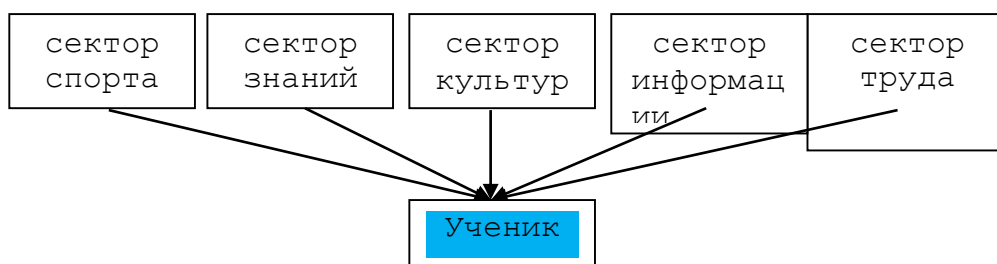 сектор
спорта
сектор
знаний
сектор
культур
сектор
информац
ии
сектор
труда
Ученик